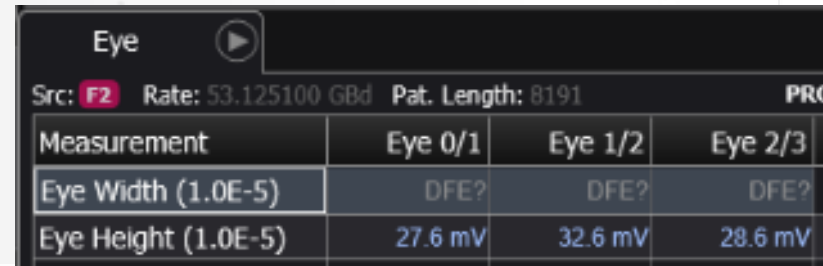 Eye
Src: F2 Rate: 53.125100 GBd Pat. Length: 8191 PRO
Measurement Eye 0/1 Eye 1/2 Eye 2/3
Eye Width (1.0E-5) DFE? DFE? DFE?
Eye Height (1.0E-5) 27.6 mV 32.6 mV 28.6 mV